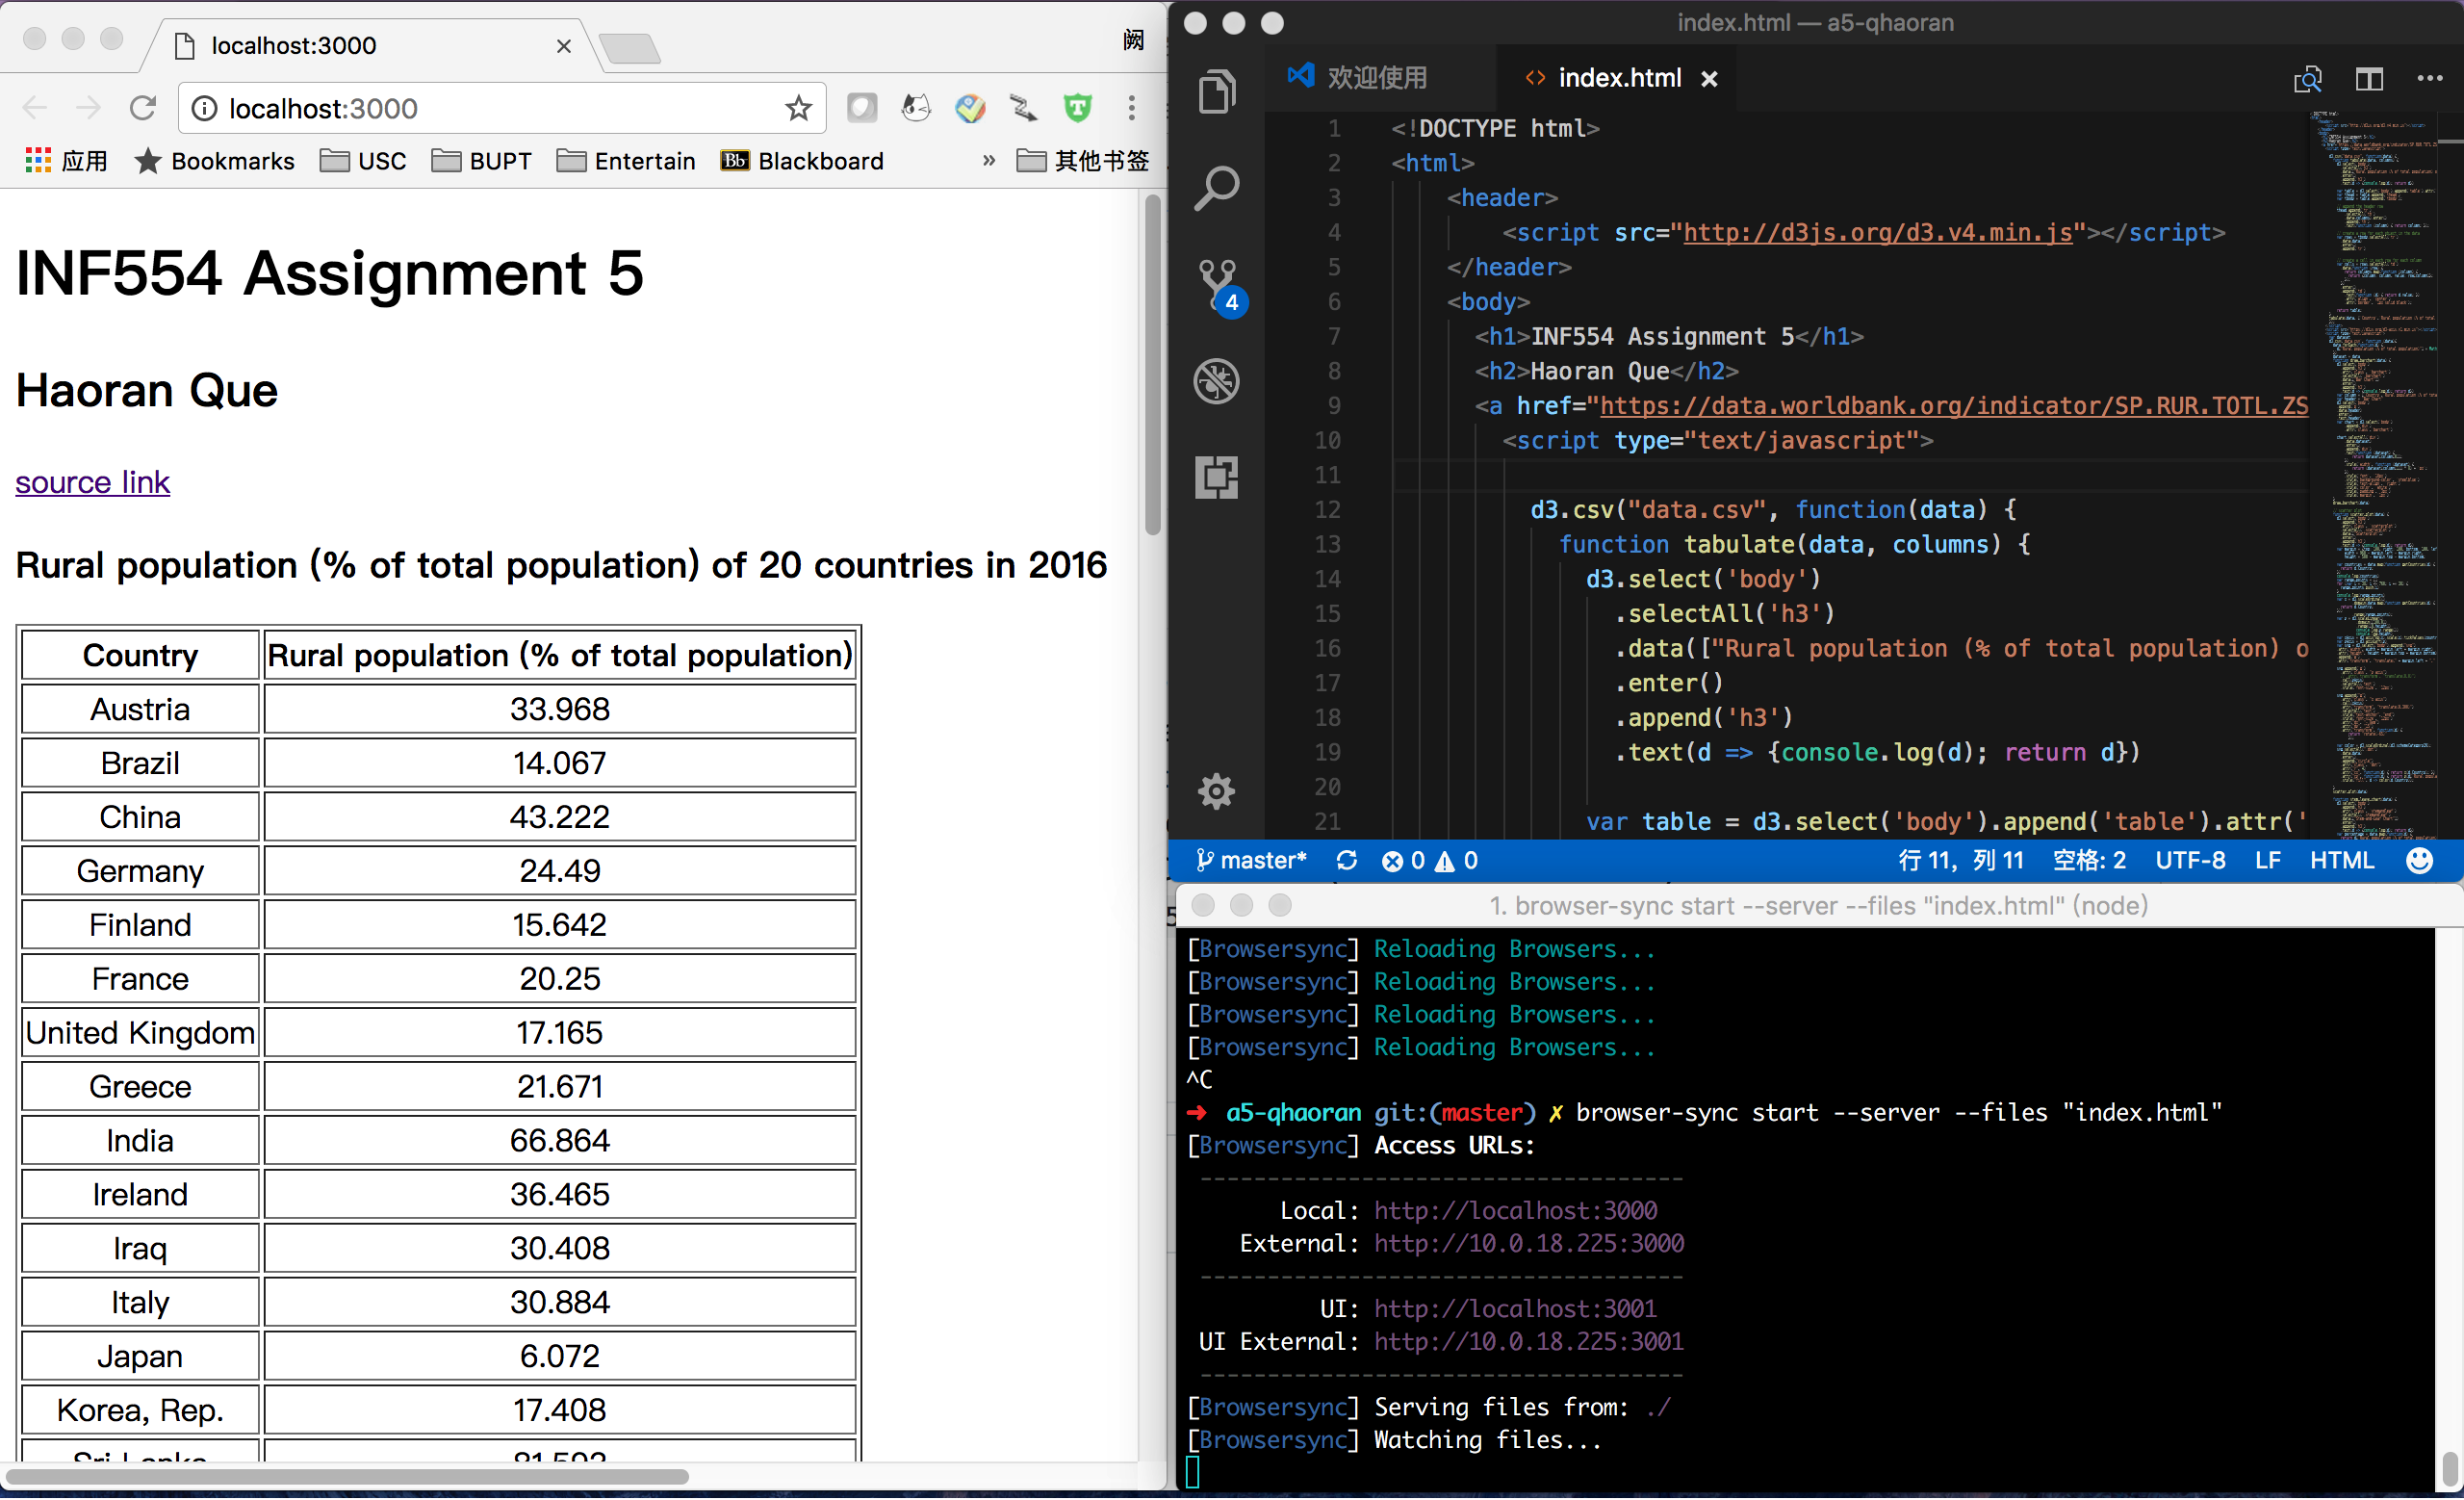 localhost:3000
阙
localhost:3000
应用 Bookmarks USC BUPT Entertain Bb Blackboard » 其他书签
INF554 Assignment 5
Haoran Que
source link
Rural population (% of total population) of 20 countries in 2016
Country Rural population (% of total population)
Austria 33.968
Brazil 14.067
China 43.222
Germany 24.49
Finland 15.642
France 20.25
United Kingdom 17.165
Greece 21.671
India 66.864
Ireland 36.465
Iraq 30.408
Italy 30.884
Japan 6.072
Korea, Rep. 17.408
index.html — a5-qhaoran
欢迎使用 <> index.html
4
1 <!DOCTYPE html>
2 <html>
3 <header>
4 <script src="http://d3js.org/d3.v4.min.js"></script>
5 </header>
6 <body>
7 <h1>INF554 Assignment 5</h1>
8 <h2>Haoran Que</h2>
9 <a href="https://data.worldbank.org/indicator/SP.RUR.TOTL.ZS
10 <script type="text/javascript">
11
12 d3.csv("data.csv", function(data) {
13 function tabulate(data, columns) {
14 d3.select('body')
15 .selectAll('h3')
16 .data(["Rural population (% of total population) o
17 .enter()
18 .append('h3')
19 .text(d => {console.log(d); return d})
20
21 var table = d3.select('body').append('table').attr('
master* 0 0 行 11，列 11 空格: 2 UTF-8 LF HTML
1. browser-sync start --server --files "index.html" (node)
[Browsersync] Reloading Browsers...
[Browsersync] Reloading Browsers...
[Browsersync] Reloading Browsers...
[Browsersync] Reloading Browsers...
^C
➜ a5-qhaoran git:(master) ✗ browser-sync start --server --files "index.html"
[Browsersync] Access URLs:
------------------------------------
Local: http://localhost:3000
External: http://10.0.18.225:3000
------------------------------------
UI: http://localhost:3001
UI External: http://10.0.18.225:3001
------------------------------------
[Browsersync] Serving files from: ./
[Browsersync] Watching files...